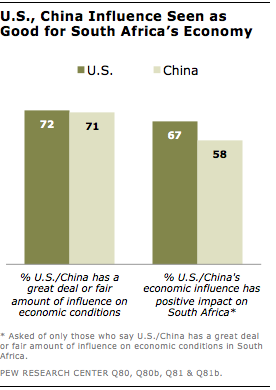 U.S., China Influence Seen as
Good for South Africa's Economy
U.S. China
72 71 67 58
% U.S./China has a
great deal or fair
amount of influence on
economic conditions
% U.S./China's
economic influence has
positive impact on
South Africa*
* Asked of only those who say U.S./China has a great deal
or fair amount of influence on economic conditions in South
Africa.
PEW RESEARCH CENTER Q80, Q80b, Q81 & Q81b.